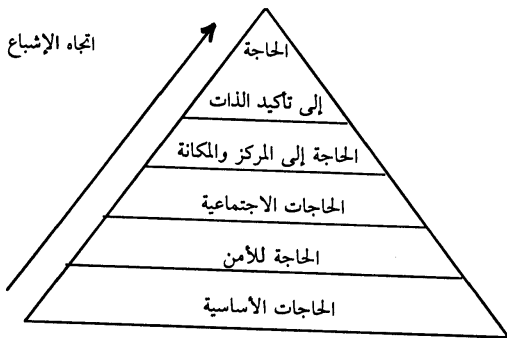 اتجاه الإشباع
الحاجة
إلى تأكيد الذات
الحاجة إلى المركز والمكانة
الحاجات الاجتماعية
الحاجة للأمن
الحاجات الأساسية